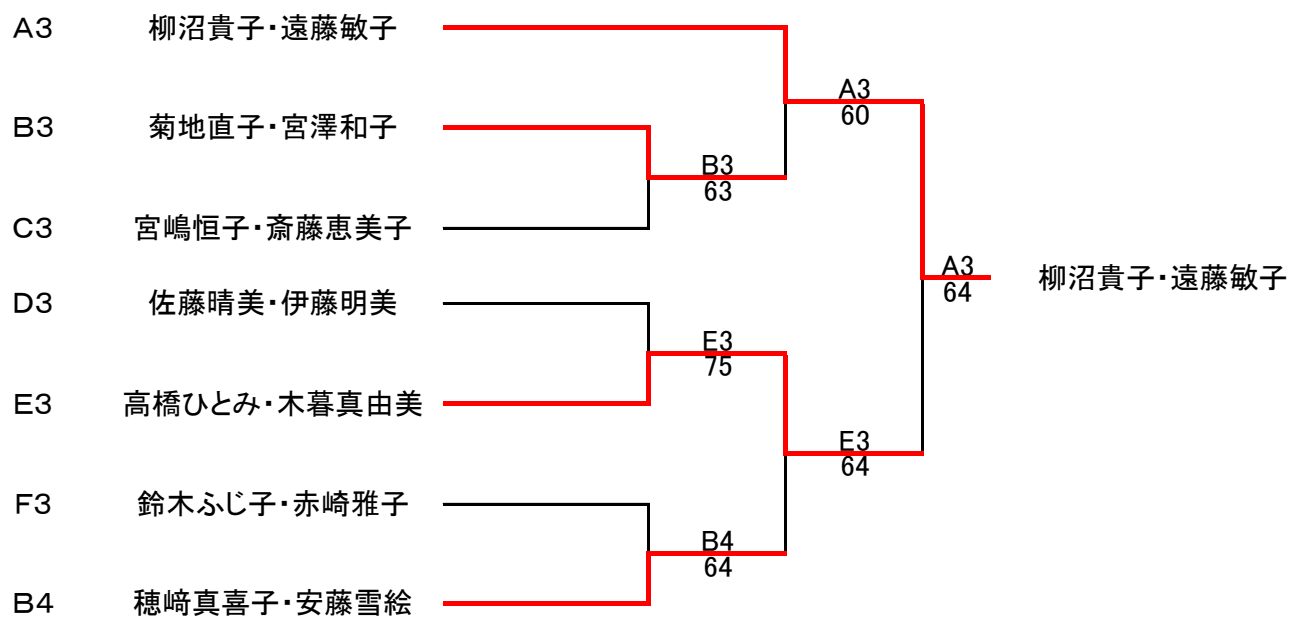 A3 柳沼貴子・遠藤敏子
A3
60
B3 菊地直子・宮澤和子
B3
63
C3 宮嶋恒子・斎藤恵美子
A3
64
柳沼貴子・遠藤敏子
D3 佐藤晴美・伊藤明美
E3
75
E3 高橋ひとみ・木暮真由美
E3
64
F3 鈴木ふじ子・赤崎雅子
B4
64
B4 穂﨑真喜子・安藤雪絵